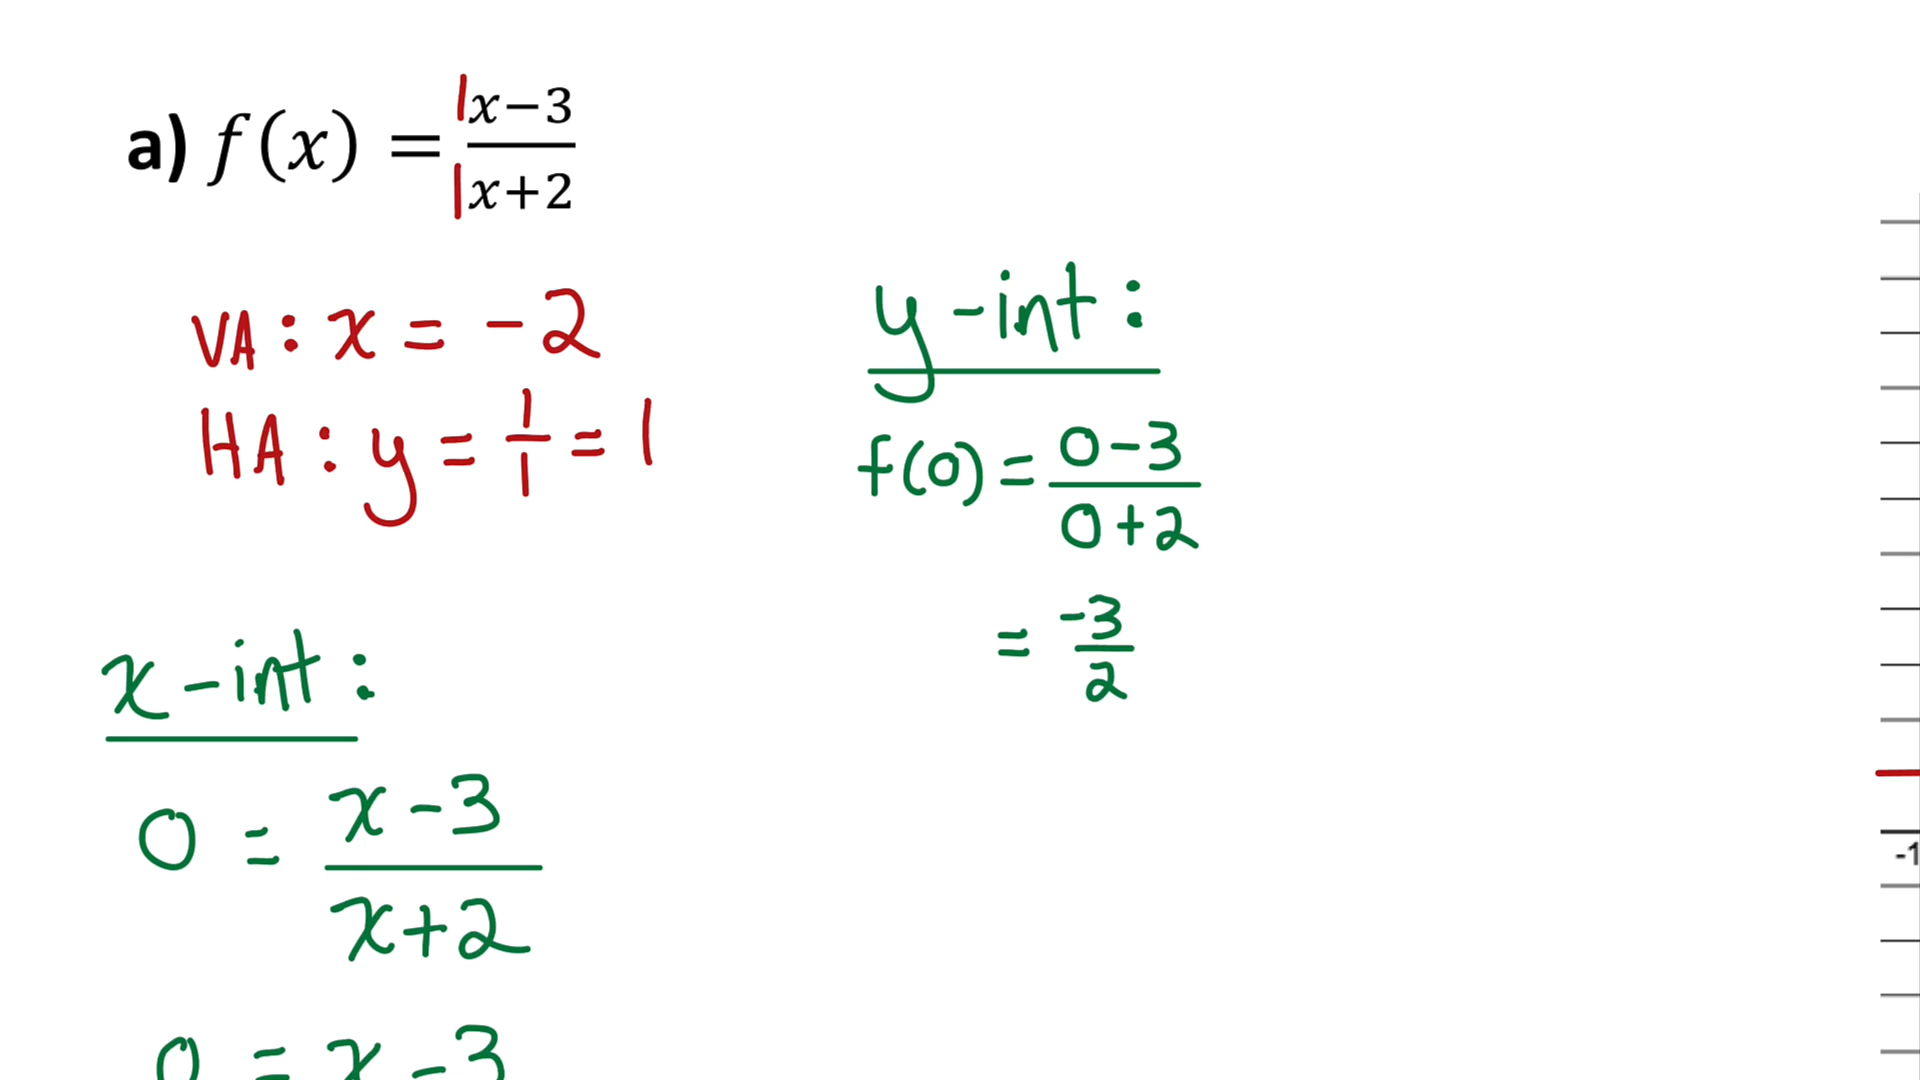 a) f(x) = 1x−3 / 1x+2
VA: x = -2
HA: y = 1/1 = 1
x-int:
0 = x-3 / x+2
0 = x-3
y-int:
f(0) = 0-3 / 0+2
= -3/2
-1